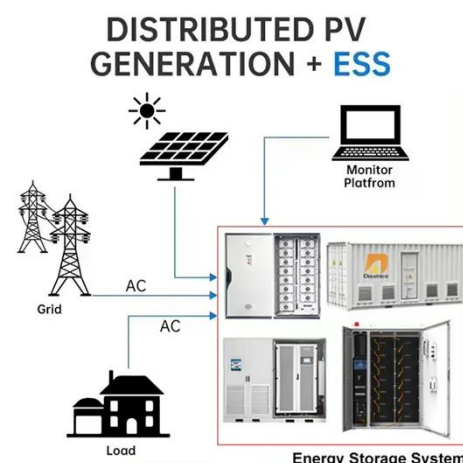 DISTRIBUTED PV
GENERATION + ESS
Monitor
Platfrom
Grid
AC
AC
Load
Energy Storage System